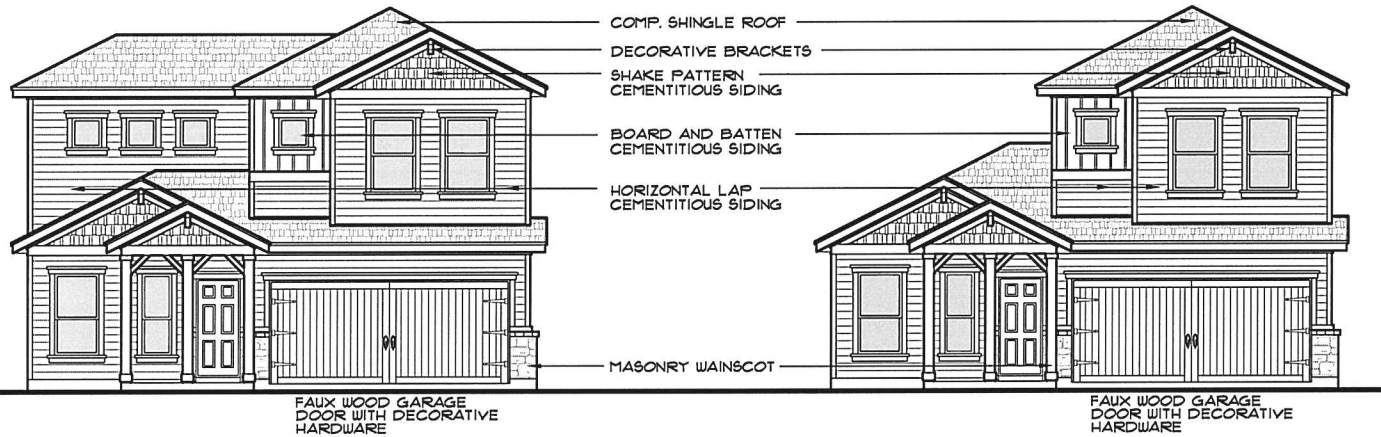 COMP. SHINGLE ROOF
DECORATIVE BRACKETS
SHAKE PATTERN
CEMENTITIOUS SIDING
BOARD AND BATTEN
CEMENTITIOUS SIDING
HORIZONTAL LAP
CEMENTITIOUS SIDING
MASONRY WAINSCOT
FAUX WOOD GARAGE
DOOR WITH DECORATIVE
HARDWARE
FAUX WOOD GARAGE
DOOR WITH DECORATIVE
HARDWARE